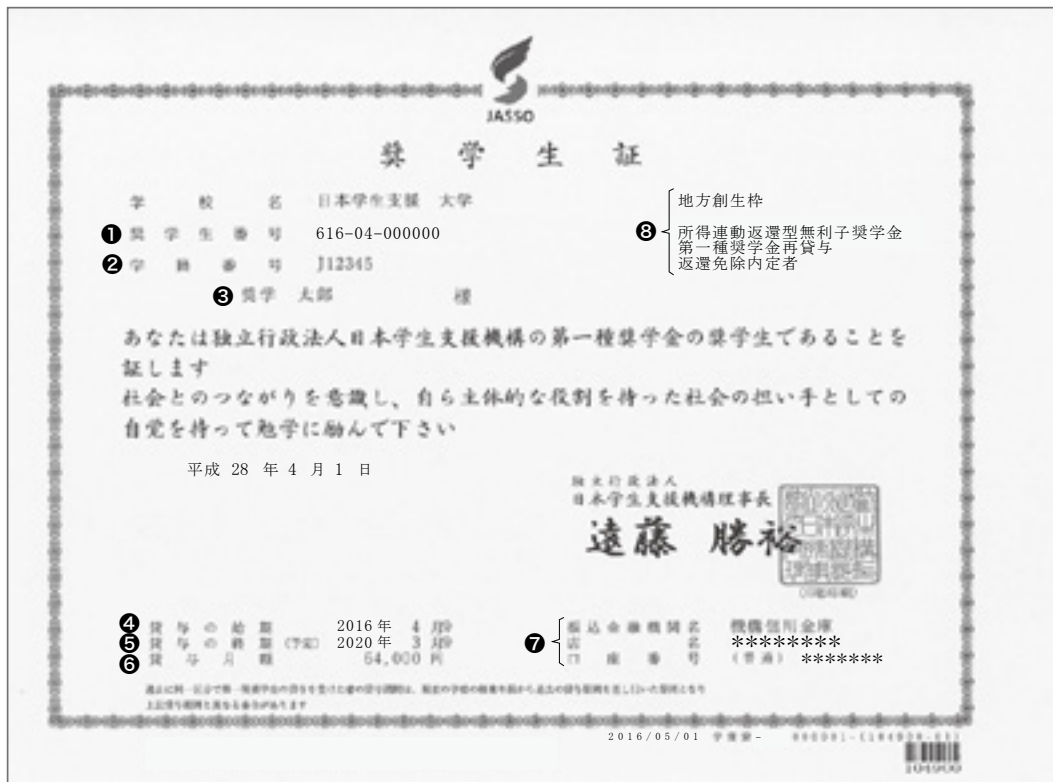 JASSO
奨学生証
学校名 日本学生支援 大学
❶ 奨学生番号 616-04-000000
❷ 学籍番号 J12345
❸ 奨学 太郎 様
❽ 地方創生枠
所得連動返還型無利子奨学金
第一種奨学金再貸与
返還免除内定者
あなたは独立行政法人日本学生支援機構の第一種奨学金の奨学生であることを
証します
社会とのつながりを意識し、自ら主体的な役割を持った社会の担い手としての
自覚を持って勉学に励んで下さい
平成 28 年 4 月 1 日
独立行政法人
日本学生支援機構理事長
遠藤 勝裕
❹ 貸与の始期 2016年 4 月分
❺ 貸与の終期 (予定) 2020年 3 月分
❻ 貸与月額 64,000 円
❼ 振込金融機関名 機構信用金庫
店名 ********
口座番号 (普通) *******
2016/05/01
104900